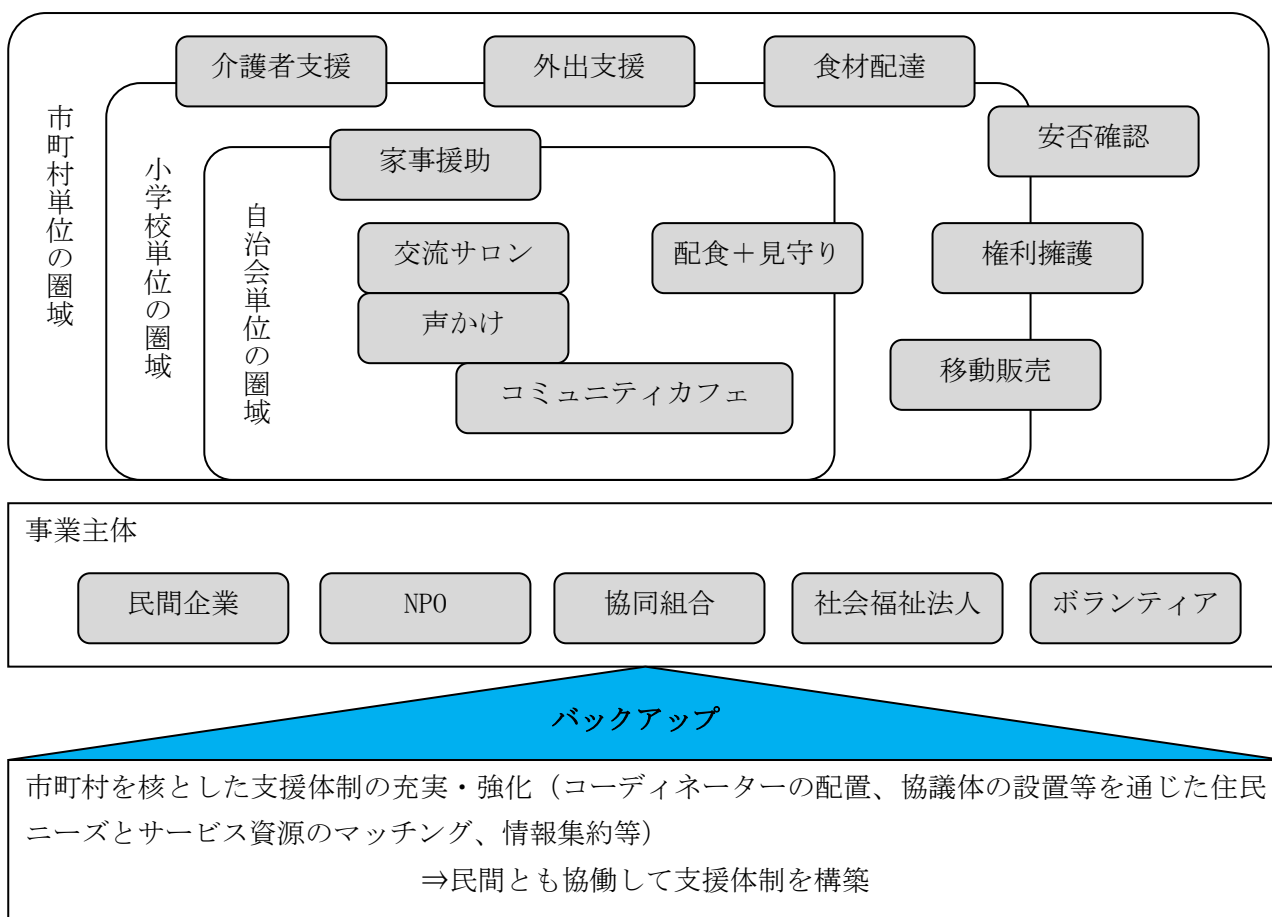 介護者支援
外出支援
食材配達
安否確認
市町村単位の圏域
小学校単位の圏域
自治会単位の圏域
家事援助
交流サロン
配食＋見守り
権利擁護
声かけ
移動販売
コミュニティカフェ
事業主体
民間企業
NPO
協同組合
社会福祉法人
ボランティア
バックアップ
市町村を核とした支援体制の充実・強化（コーディネーターの配置、協議体の設置等を通じた住民
ニーズとサービス資源のマッチング、情報集約等）
⇒民間とも協働して支援体制を構築